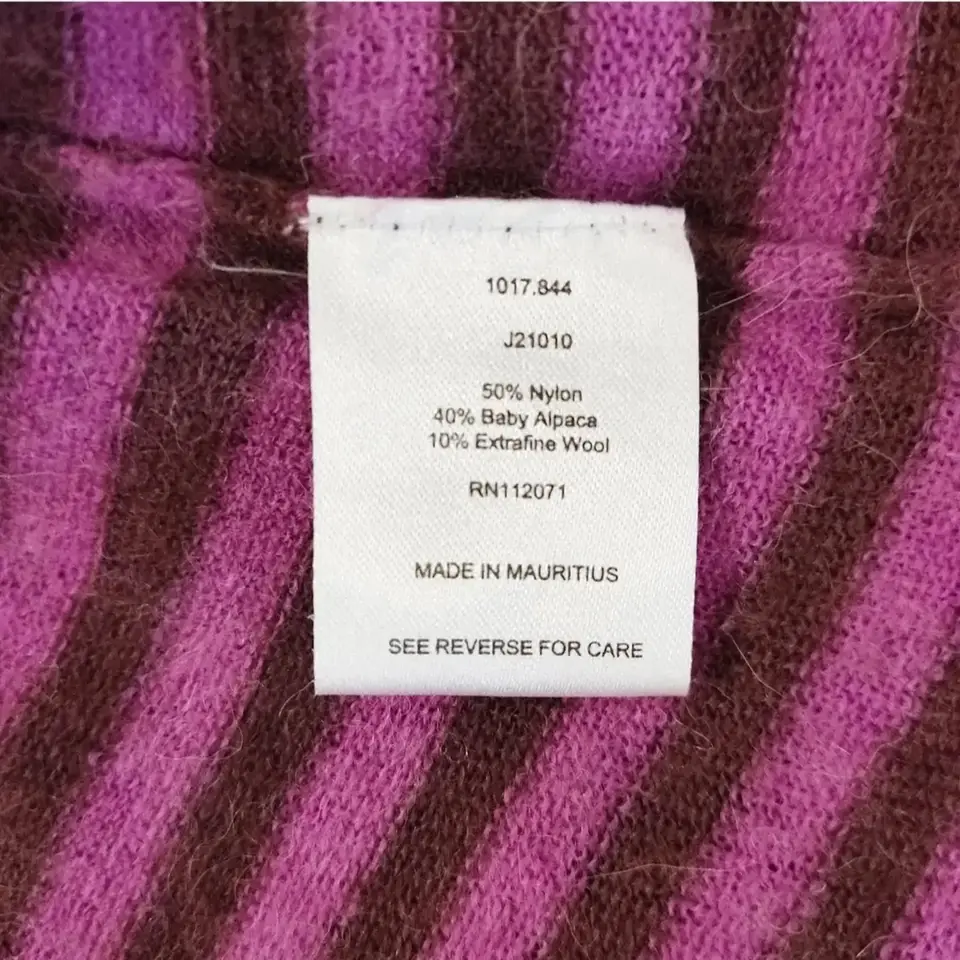 1017.844
J21010
50% Nylon
40% Baby Alpaca
10% Extrafine Wool
RN112071
MADE IN MAURITIUS
SEE REVERSE FOR CARE